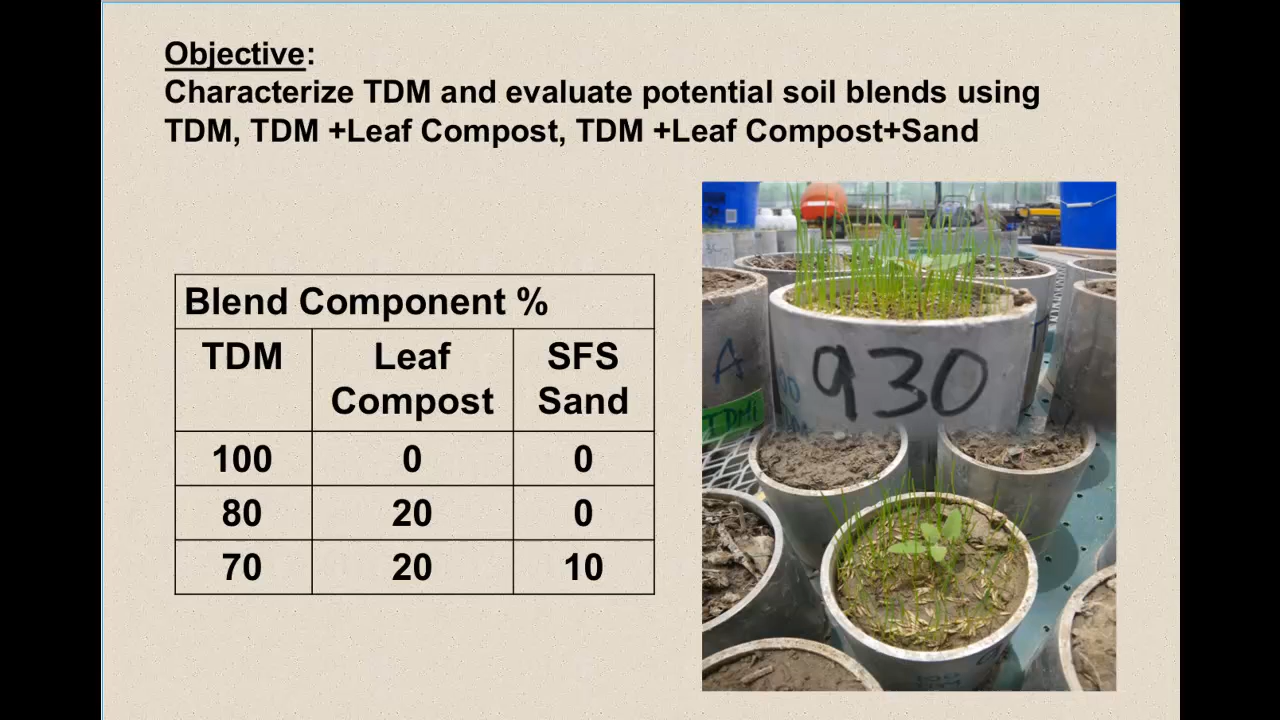 Objective:
Characterize TDM and evaluate potential soil blends using
TDM, TDM +Leaf Compost, TDM +Leaf Compost+Sand
Blend Component %
TDM Leaf Compost SFS Sand
100 0 0
80 20 0
70 20 10
A
930
TDM1